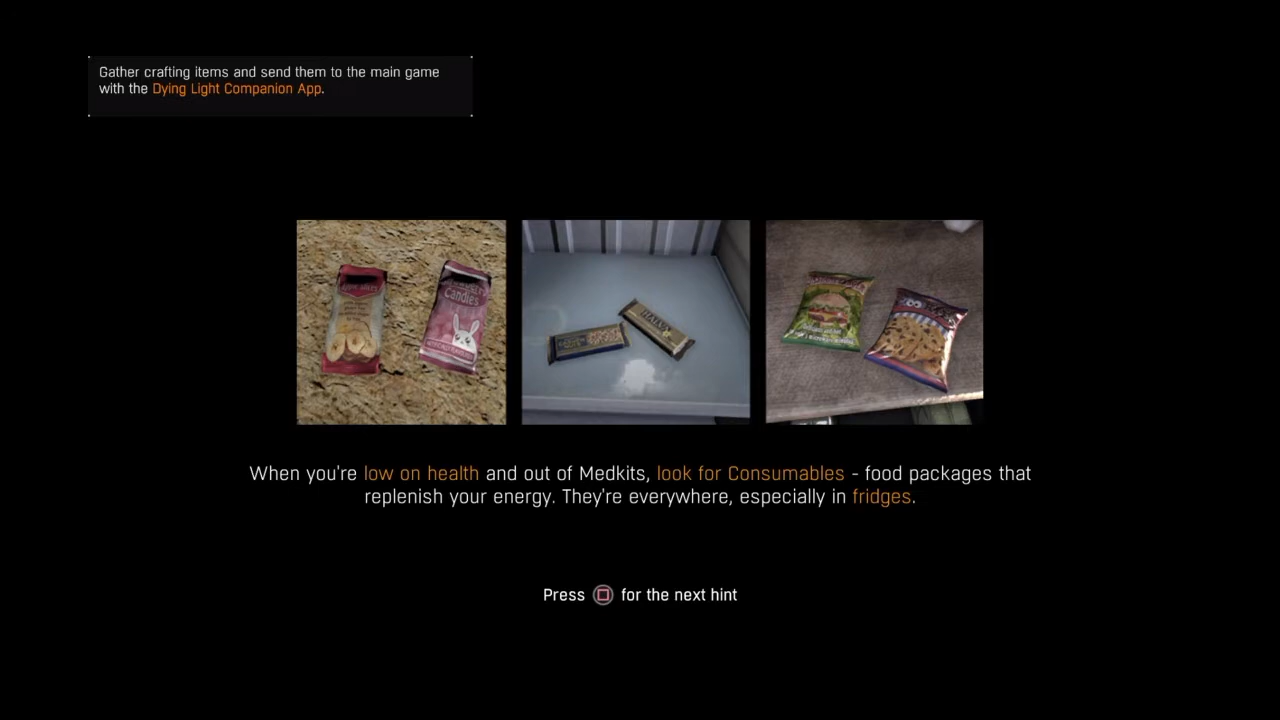 Gather crafting items and send them to the main game
with the Dying Light Companion App.
Candies
When you're low on health and out of Medkits, look for Consumables - food packages that
replenish your energy. They're everywhere, especially in fridges.
Press for the next hint